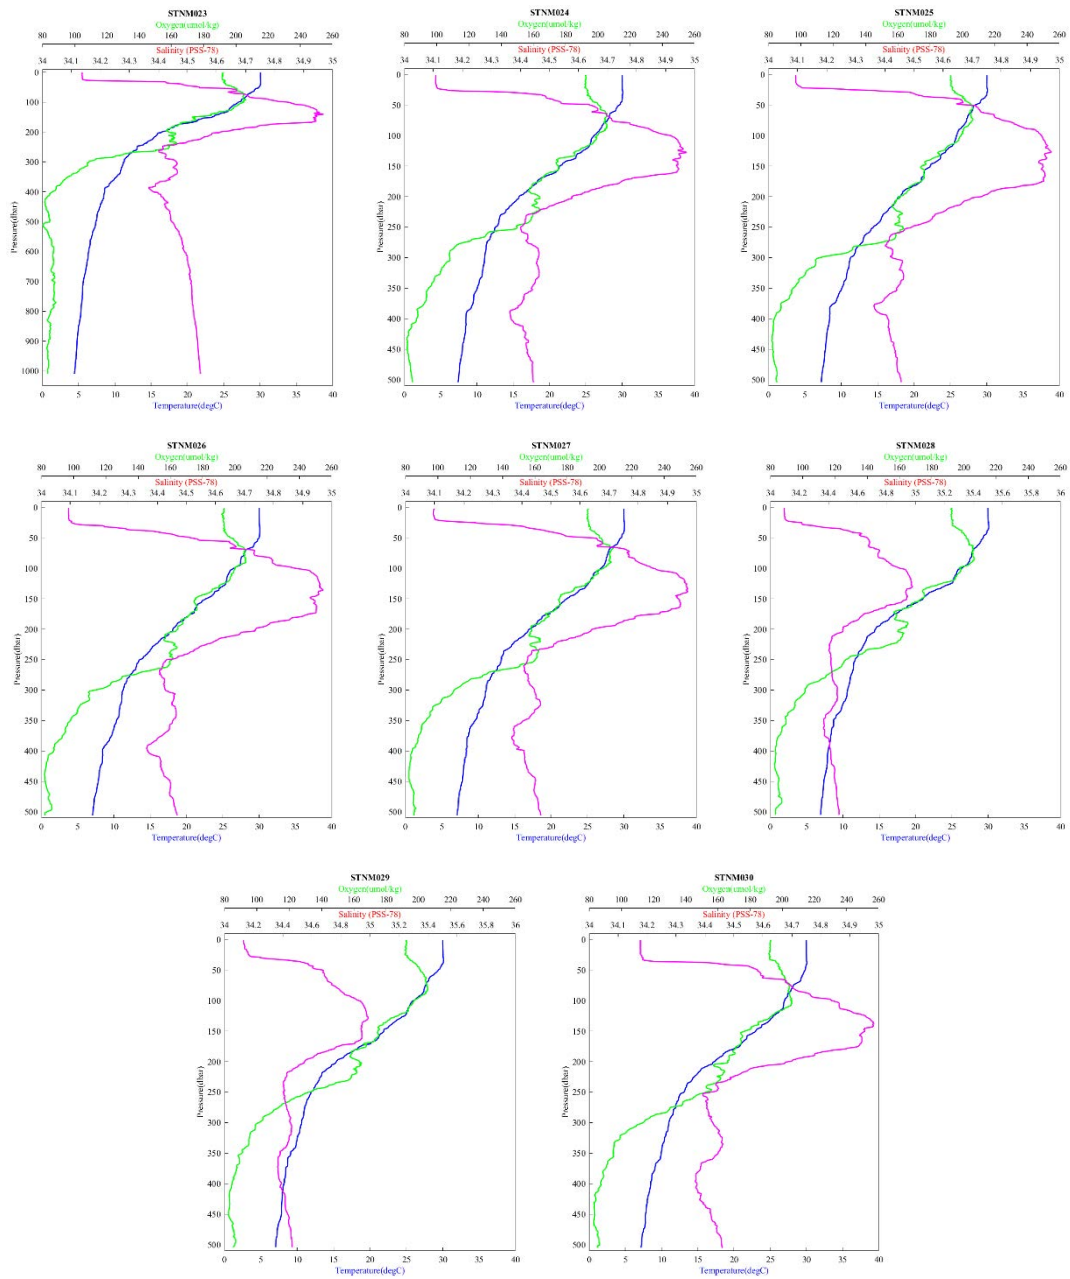 STNM023
Oxygen(umol/kg)
80 100 120 140 160 180 200 220 240 260
Salinity (PSS-78)
34 34.1 34.2 34.3 34.4 34.5 34.6 34.7 34.8 34.9 35
0
100
200
300
400
500
600
700
800
900
1000
Pressure(dbar)
0 5 10 15 20 25 30 35 40
Temperature(degC)
STNM024
Oxygen(umol/kg)
80 100 120 140 160 180 200 220 240 260
Salinity (PSS-78)
34 34.1 34.2 34.3 34.4 34.5 34.6 34.7 34.8 34.9 35
0
50
100
150
200
250
300
350
400
450
500
Pressure(dbar)
0 5 10 15 20 25 30 35 40
Temperature(degC)
STNM025
Oxygen(umol/kg)
80 100 120 140 160 180 200 220 240 260
Salinity (PSS-78)
34 34.1 34.2 34.3 34.4 34.5 34.6 34.7 34.8 34.9 35
0
50
100
150
200
250
300
350
400
450
500
Pressure(dbar)
0 5 10 15 20 25 30 35 40
Temperature(degC)
STNM026
Oxygen(umol/kg)
80 100 120 140 160 180 200 220 240 260
Salinity (PSS-78)
34 34.1 34.2 34.3 34.4 34.5 34.6 34.7 34.8 34.9 35
0
50
100
150
200
250
300
350
400
450
500
Pressure(dbar)
0 5 10 15 20 25 30 35 40
Temperature(degC)
STNM027
Oxygen(umol/kg)
80 100 120 140 160 180 200 220 240 260
Salinity (PSS-78)
34 34.1 34.2 34.3 34.4 34.5 34.6 34.7 34.8 34.9 35
0
50
100
150
200
250
300
350
400
450
500
Pressure(dbar)
0 5 10 15 20 25 30 35 40
Temperature(degC)
STNM028
Oxygen(umol/kg)
80 100 120 140 160 180 200 220 240 260
Salinity (PSS-78)
34 34.2 34.4 34.6 34.8 35 35.2 35.4 35.6 35.8 36
0
50
100
150
200
250
300
350
400
450
500
Pressure(dbar)
0 5 10 15 20 25 30 35 40
Temperature(degC)
STNM029
Oxygen(umol/kg)
80 100 120 140 160 180 200 220 240 260
Salinity (PSS-78)
34 34.2 34.4 34.6 34.8 35 35.2 35.4 35.6 35.8 36
0
50
100
150
200
250
300
350
400
450
500
Pressure(dbar)
0 5 10 15 20 25 30 35 40
Temperature(degC)
STNM030
Oxygen(umol/kg)
80 100 120 140 160 180 200 220 240 260
Salinity (PSS-78)
34 34.1 34.2 34.3 34.4 34.5 34.6 34.7 34.8 34.9 35
0
50
100
150
200
250
300
350
400
450
500
Pressure(dbar)
0 5 10 15 20 25 30 35 40
Temperature(degC)